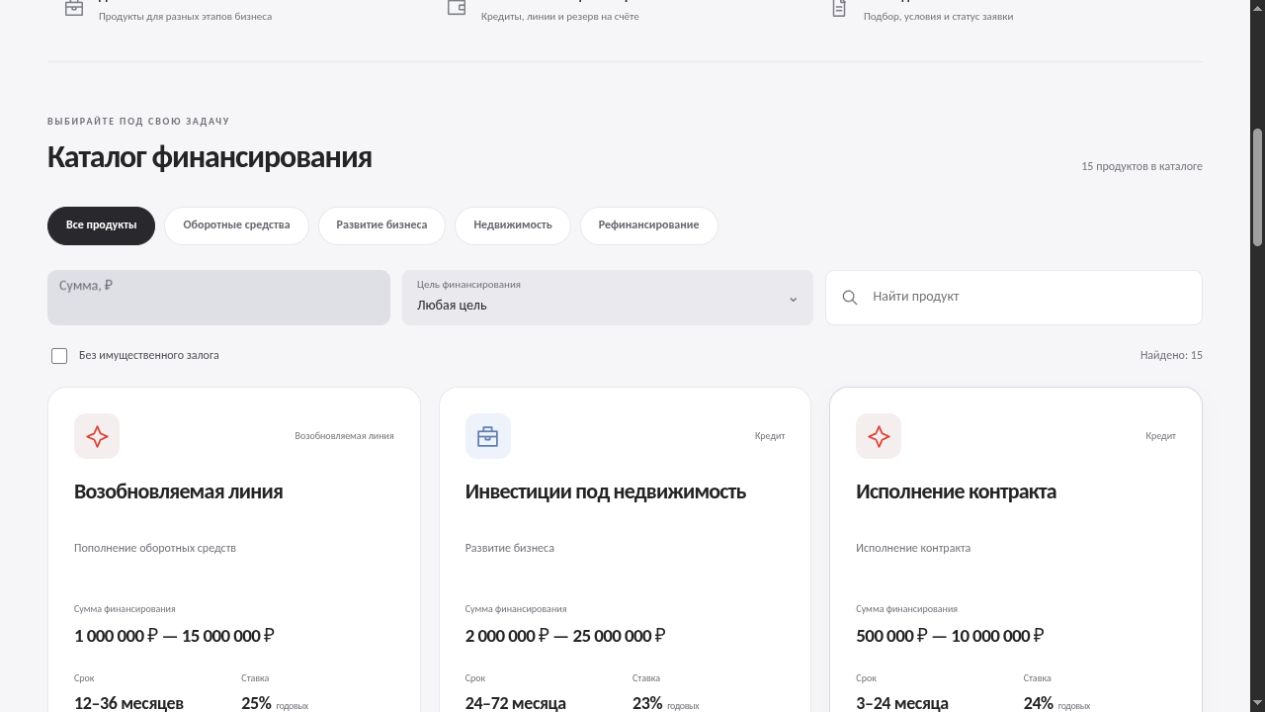 Продукты для разных этапов бизнеса
Кредиты, линии и резерв на счёте
Подбор, условия и статус заявки
ВЫБИРАЙТЕ ПОД СВОЮ ЗАДАЧУ
Каталог финансирования
15 продуктов в каталоге
Все продукты
Оборотные средства
Развитие бизнеса
Недвижимость
Рефинансирование
Сумма, ₽
Цель финансирования
Любая цель
Найти продукт
Без имущественного залога
Найдено: 15
Возобновляемая линия
Возобновляемая линия
Пополнение оборотных средств
Сумма финансирования
1 000 000 ₽ — 15 000 000 ₽
Срок
Ставка
12–36 месяцев
25% годовых
Кредит
Инвестиции под недвижимость
Развитие бизнеса
Сумма финансирования
2 000 000 ₽ — 25 000 000 ₽
Срок
Ставка
24–72 месяца
23% годовых
Кредит
Исполнение контракта
Исполнение контракта
Сумма финансирования
500 000 ₽ — 10 000 000 ₽
Срок
Ставка
3–24 месяца
24% годовых